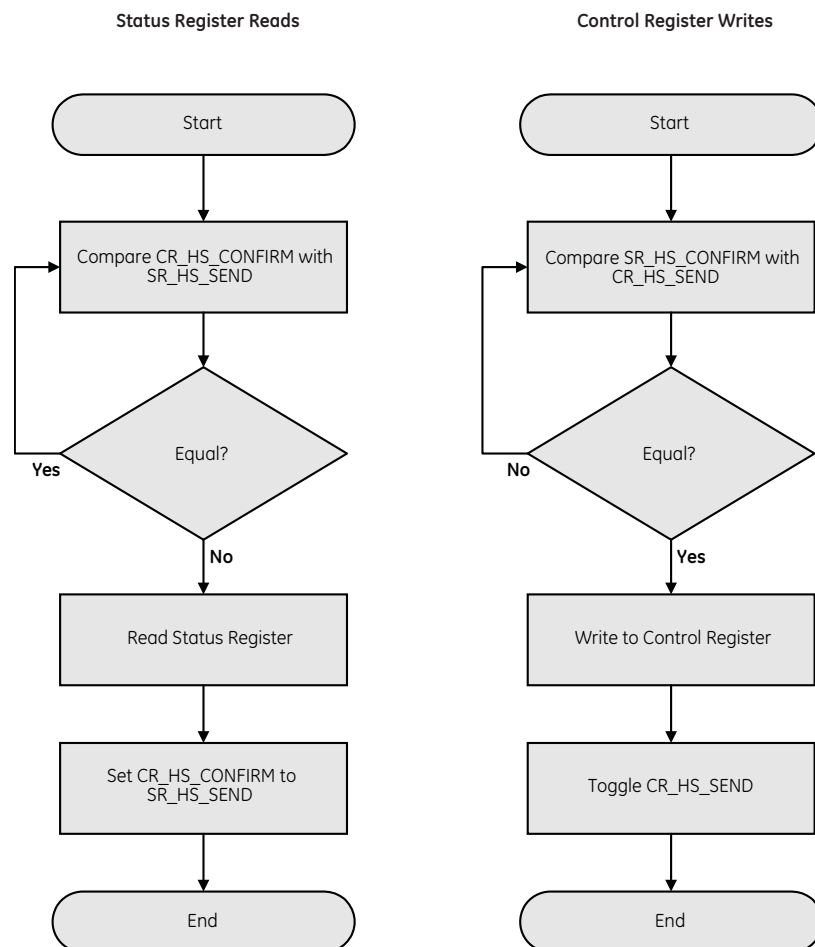 Status Register Reads
Start
Compare CR_HS_CONFIRM with
SR_HS_SEND
Equal?
Yes
No
Read Status Register
Set CR_HS_CONFIRM to
SR_HS_SEND
End
Control Register Writes
Start
Compare SR_HS_CONFIRM with
CR_HS_SEND
Equal?
No
Yes
Write to Control Register
Toggle CR_HS_SEND
End